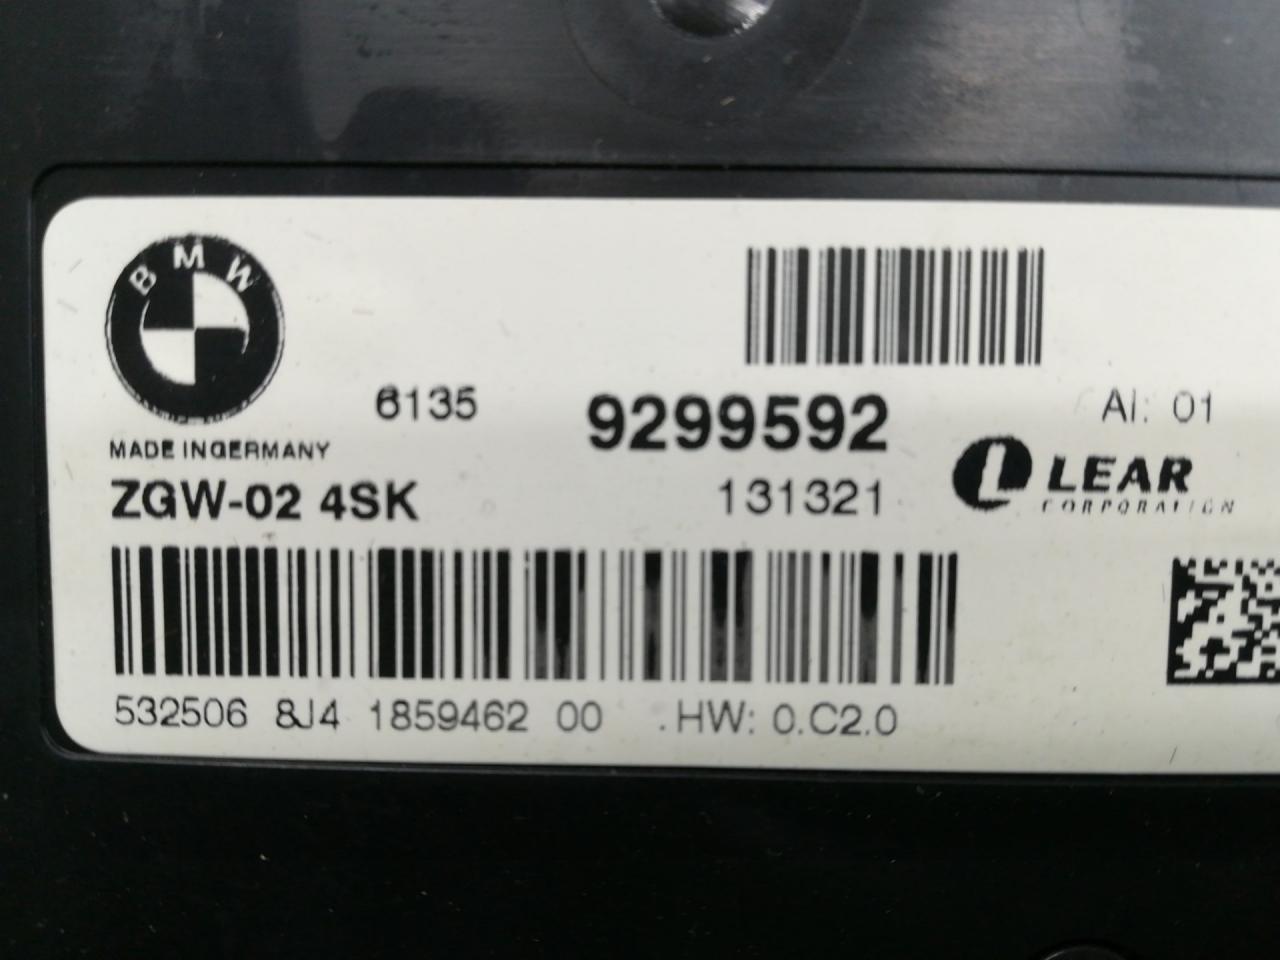 BMW
6135 9299592 AI: 01
MADE INGERMANY
ZGW-02 4SK 131321 LEAR
CORPORATION
532506 8J4 1859462 00 .HW: 0.C2.0